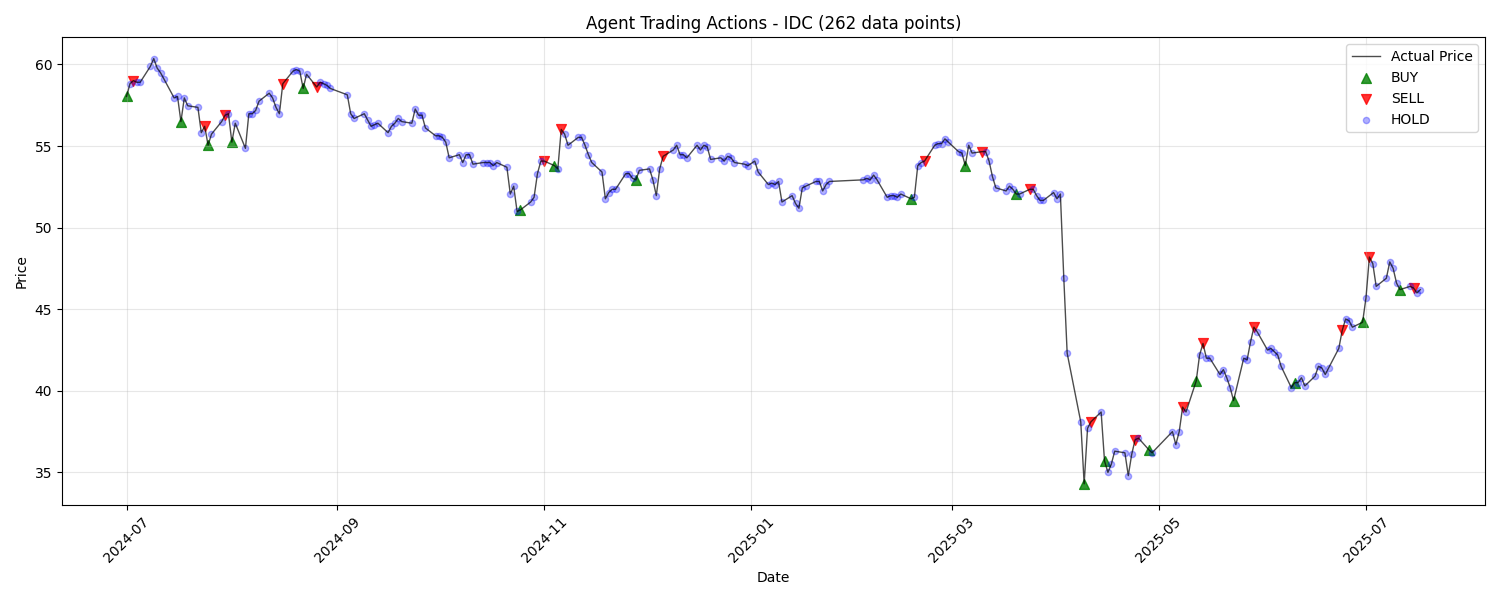 Agent Trading Actions - IDC (262 data points)
Actual Price
BUY
SELL
HOLD
Price
60
55
50
45
40
35
2024-07
2024-09
2024-11
2025-01
2025-03
2025-05
2025-07
Date